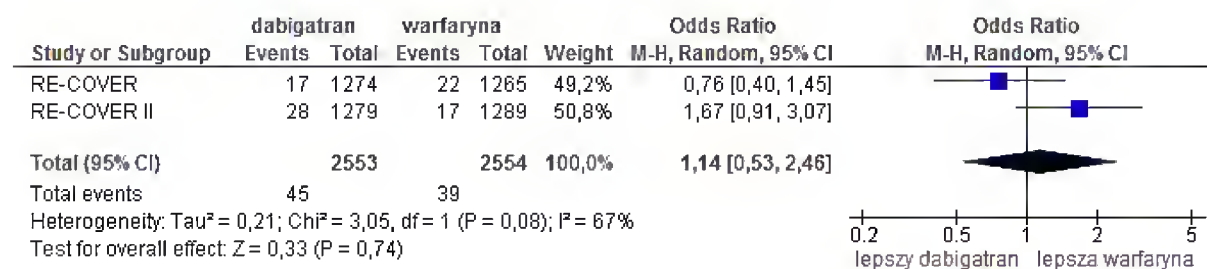 dabigatran warfaryna Odds Ratio Odds Ratio
Study or Subgroup Events Total Events Total Weight M-H, Random, 95% CI M-H, Random, 95% CI
RE-COVER 17 1274 22 1265 49,2% 0,76 [0,40, 1,45]
RE-COVER II 28 1279 17 1289 50,8% 1,67 [0,91, 3,07]
Total (95% CI) 2553 2554 100,0% 1,14 [0,53, 2,46]
Total events 45 39
Heterogeneity: Tau² = 0,21; Chi² = 3,05, df = 1 (P = 0,08); I² = 67%
Test for overall effect: Z = 0,33 (P = 0,74)
0.2 0.5 1 2 5
lepszy dabigatran lepsza warfaryna